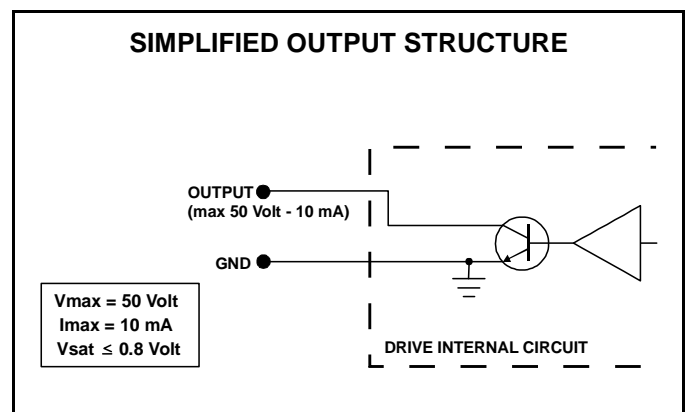 SIMPLIFIED OUTPUT STRUCTURE
OUTPUT
(max 50 Volt - 10 mA)
GND
Vmax = 50 Volt
Imax = 10 mA
Vsat ≤ 0.8 Volt
DRIVE INTERNAL CIRCUIT